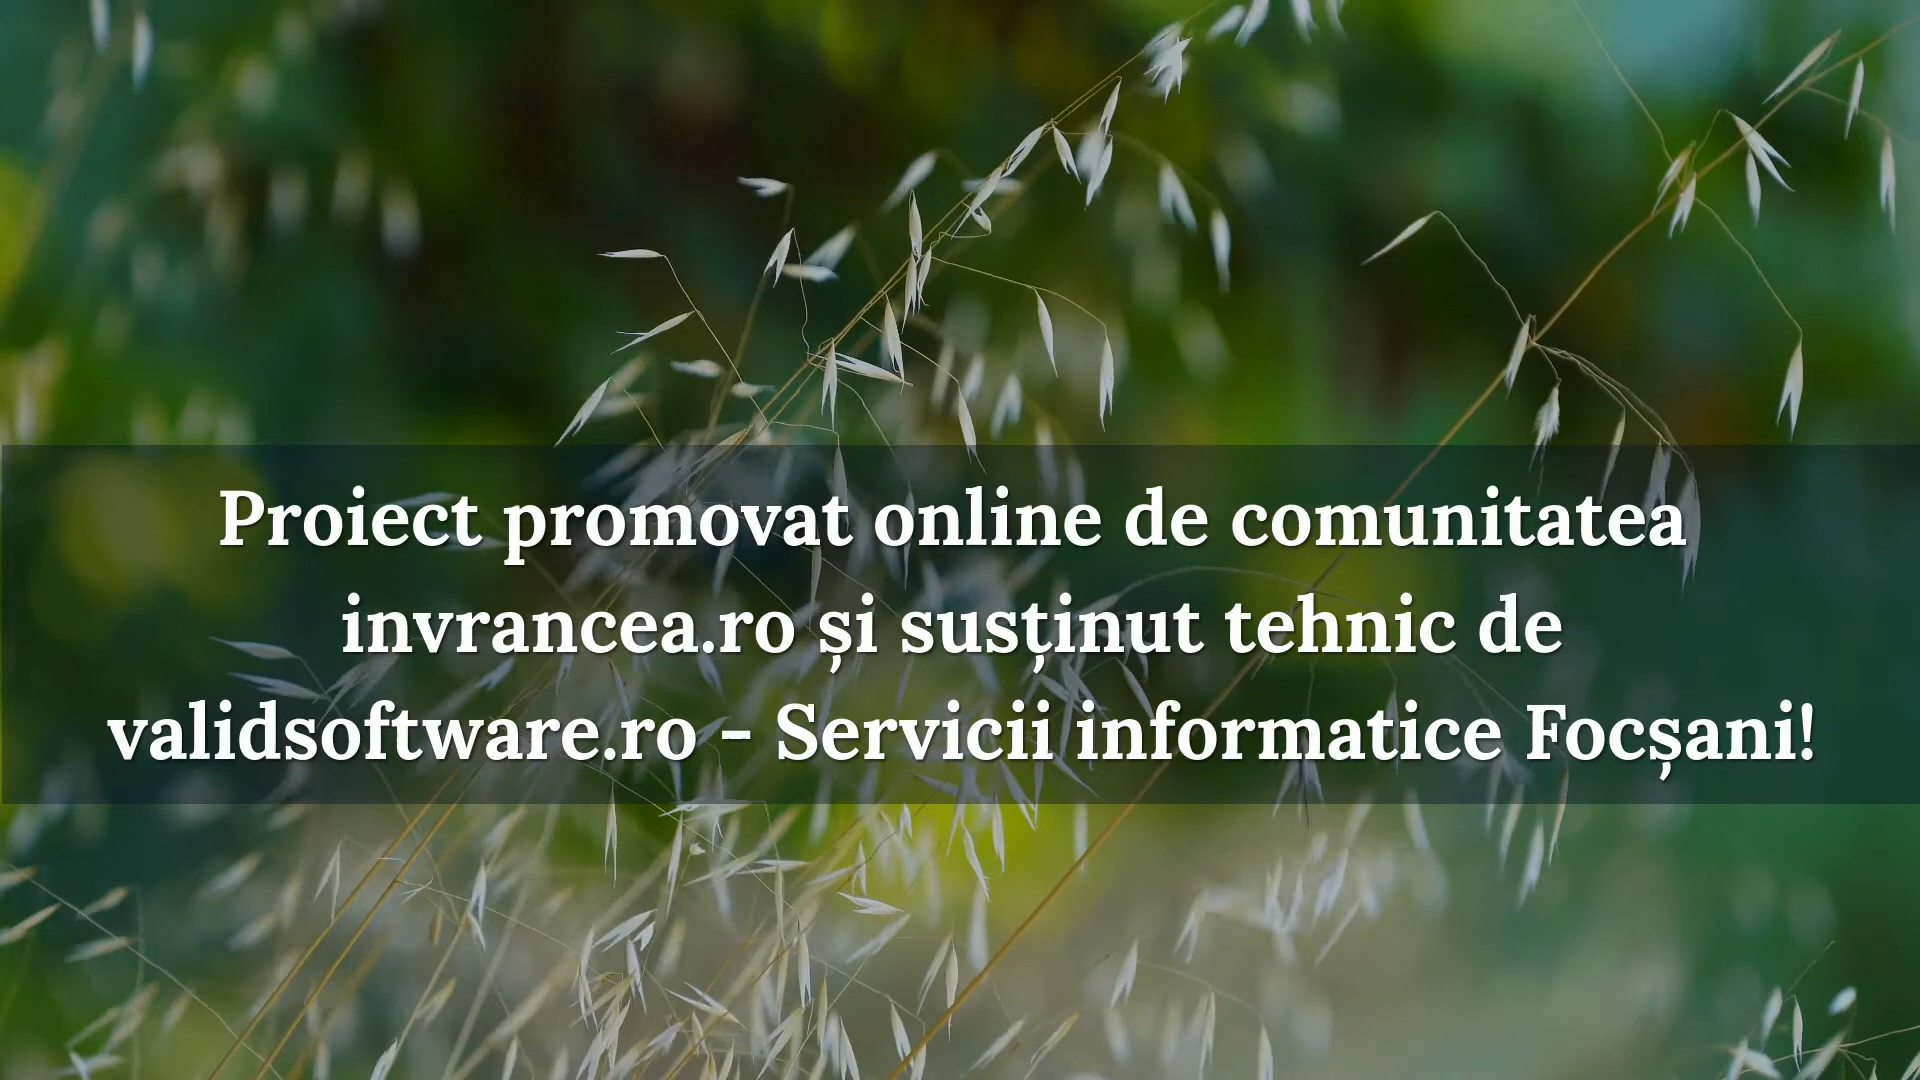 Proiect promovat online de comunitatea
invrancea.ro și susținut tehnic de
validsoftware.ro - Servicii informatice Focșani!